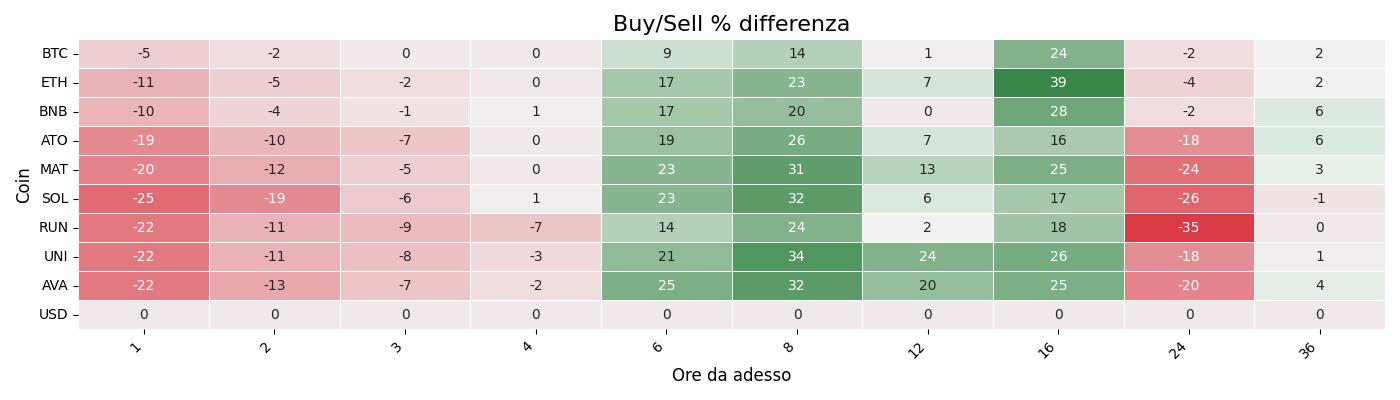 Buy/Sell % differenza
Coin
BTC -5 -2 0 0 9 14 1 24 -2 2
ETH -11 -5 -2 0 17 23 7 39 -4 2
BNB -10 -4 -1 1 17 20 0 28 -2 6
ATO -19 -10 -7 0 19 26 7 16 -18 6
MAT -20 -12 -5 0 23 31 13 25 -24 3
SOL -25 -19 -6 1 23 32 6 17 -26 -1
RUN -22 -11 -9 -7 14 24 2 18 -35 0
UNI -22 -11 -8 -3 21 34 24 26 -18 1
AVA -22 -13 -7 -2 25 32 20 25 -20 4
USD 0 0 0 0 0 0 0 0 0 0
1 2 3 4 6 8 12 16 24 36
Ore da adesso